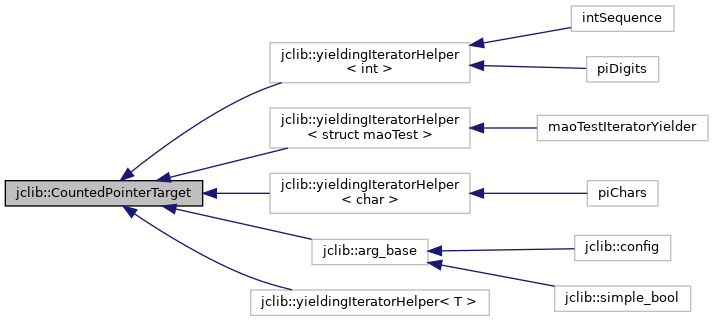 jclib::CountedPointerTarget
jclib::yieldingIteratorHelper
< int >
jclib::yieldingIteratorHelper
< struct maoTest >
jclib::yieldingIteratorHelper
< char >
jclib::arg_base
jclib::yieldingIteratorHelper< T >
intSequence
piDigits
maoTestIteratorYielder
piChars
jclib::config
jclib::simple_bool